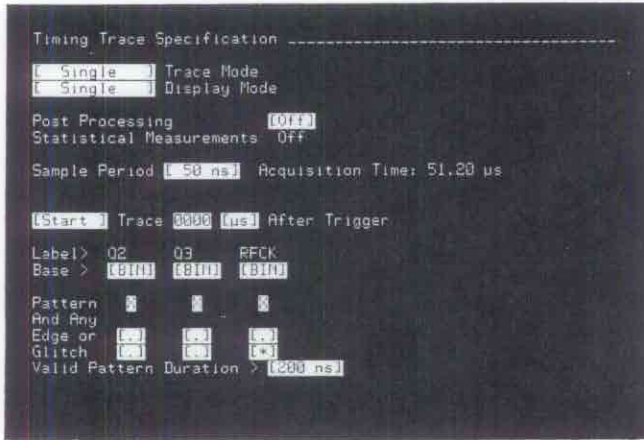 Timing Trace Specification
[ Single ] Trace Mode
[ Single ] Display Mode
Post Processing [Off]
Statistical Measurements Off
Sample Period [ 50 ns] Acquisition Time: 51.20 µs
[Start ] Trace 0000 [µs] After Trigger
Label> Q2 Q3 RFCK
Base > [BIN] [BIN] [BIN]
Pattern X X X
And Any
Edge or [.] [.] [.]
Glitch [.] [.] [*]
Valid Pattern Duration > [200 ns]